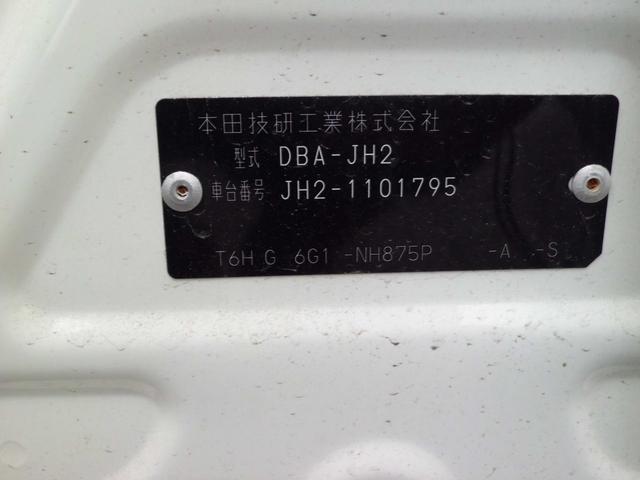 本田技研工業株式会社
型式 DBA-JH2
車台番号 JH2-1101795
T6H G 6G1 -NH875P -A -S